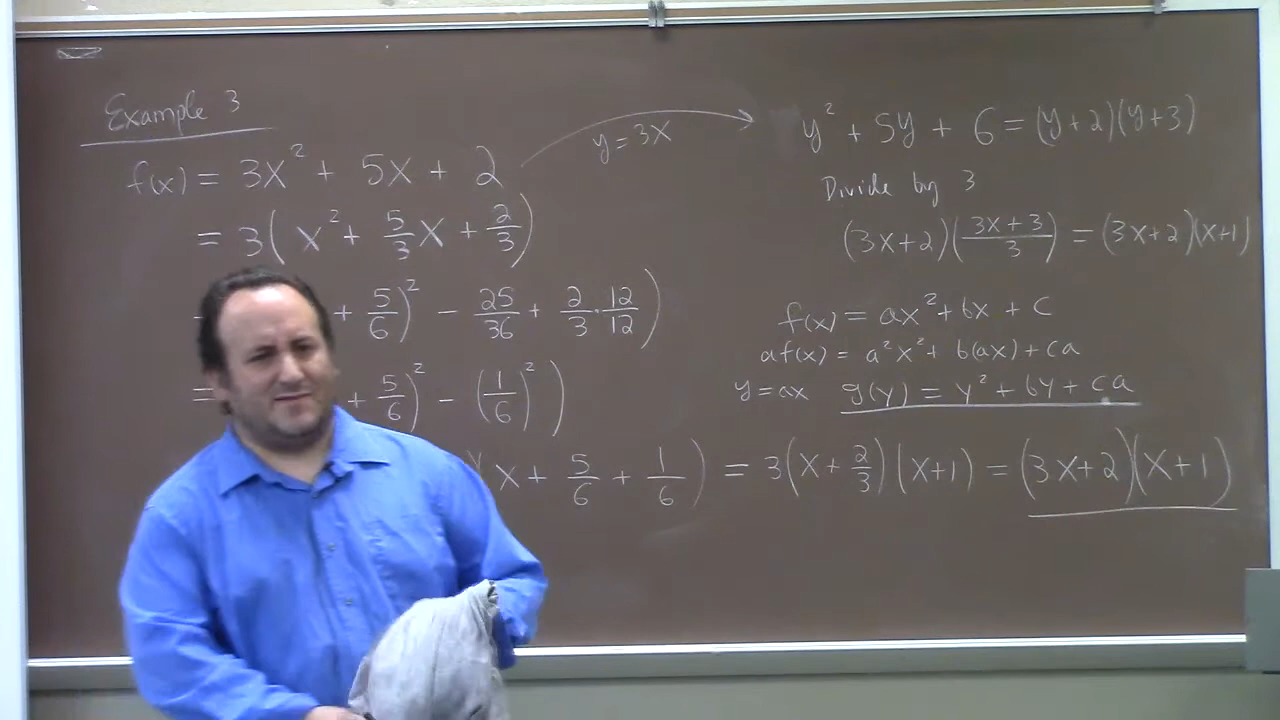 Example 3
f(x) = 3x² + 5x + 2
= 3(x² + 5/3 x + 2/3)
+ 5/6)² − 25/36 + 2/3 · 12/12)
= + 5/6)² − (1/6)²)
x + 5/6 + 1/6) = 3(x + 2/3)(x+1) = (3x+2)(x+1)
y = 3x
y² + 5y + 6 = (y+2)(y+3)
Divide by 3
(3x+2)((3x+3)/3) = (3x+2)(x+1)
f(x) = ax² + bx + c
af(x) = a²x² + b(ax) + ca
y = ax g(y) = y² + by + ca